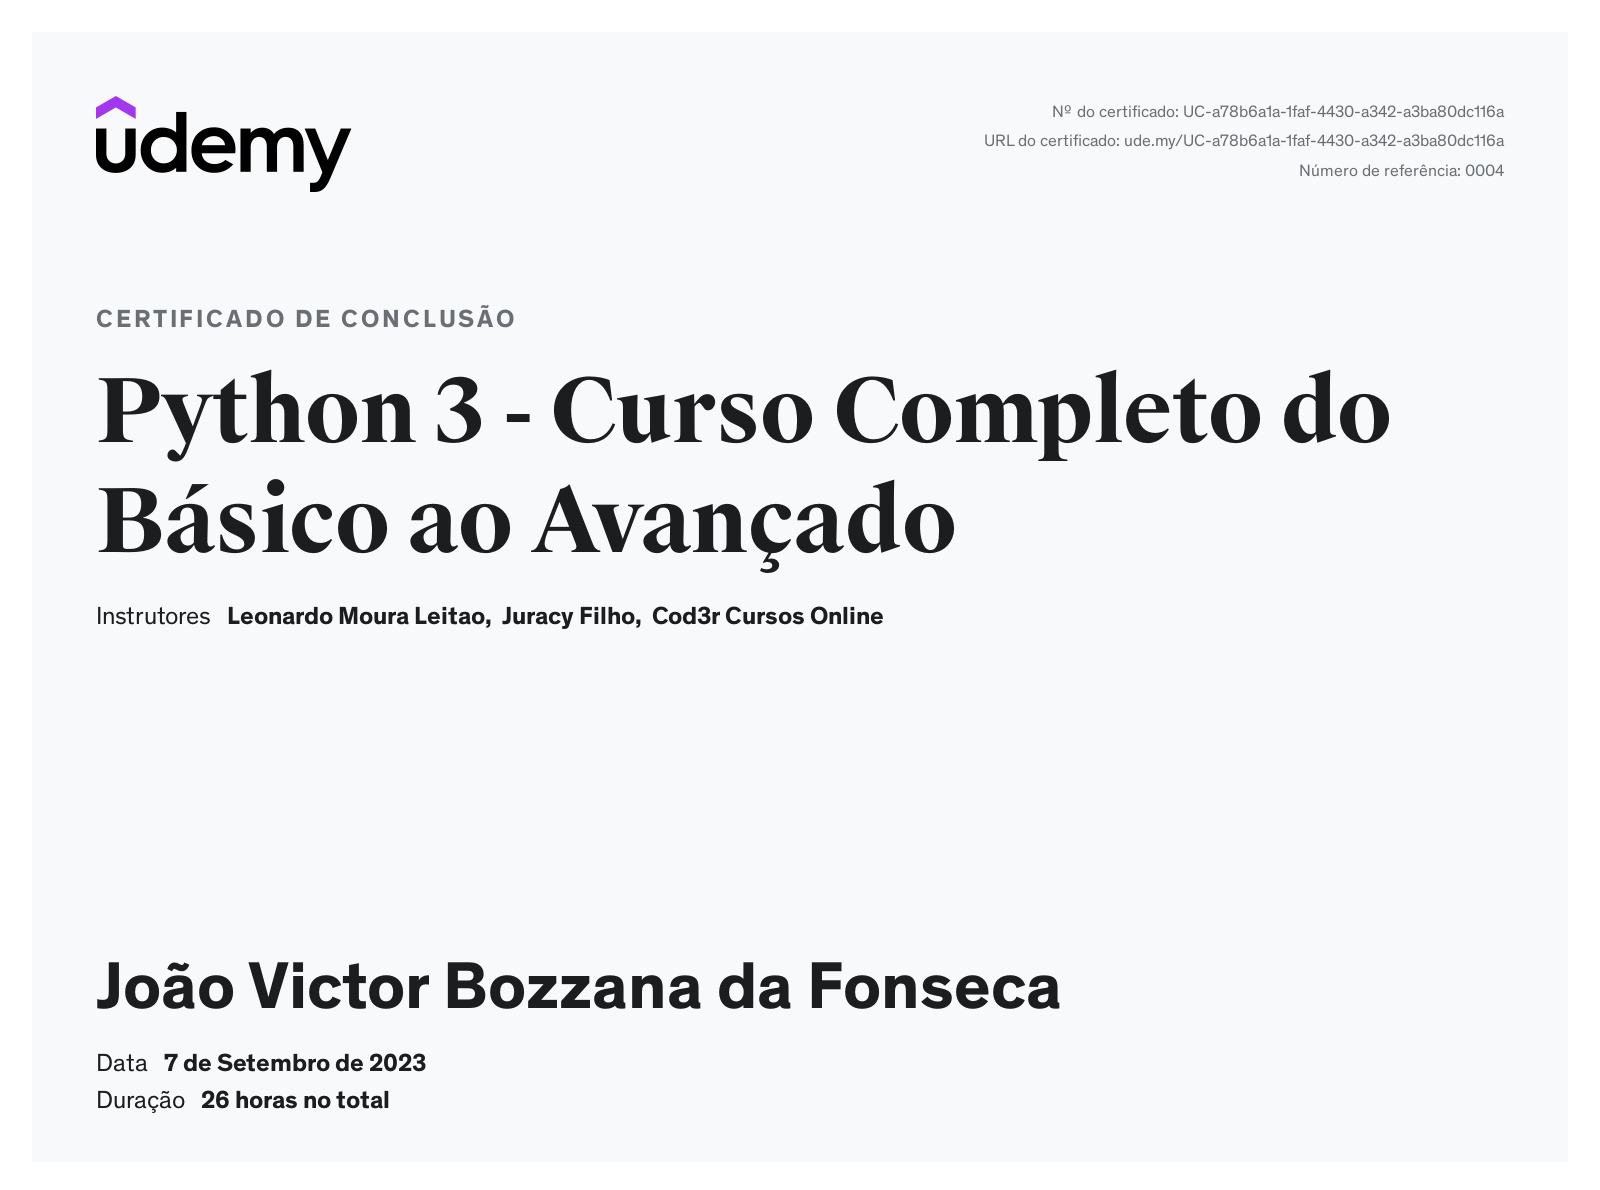 udemy
Nº do certificado: UC-a78b6a1a-1faf-4430-a342-a3ba80dc116a
URL do certificado: ude.my/UC-a78b6a1a-1faf-4430-a342-a3ba80dc116a
Número de referência: 0004
CERTIFICADO DE CONCLUSÃO
Python 3 - Curso Completo do
Básico ao Avançado
Instrutores Leonardo Moura Leitao, Juracy Filho, Cod3r Cursos Online
João Victor Bozzana da Fonseca
Data 7 de Setembro de 2023
Duração 26 horas no total